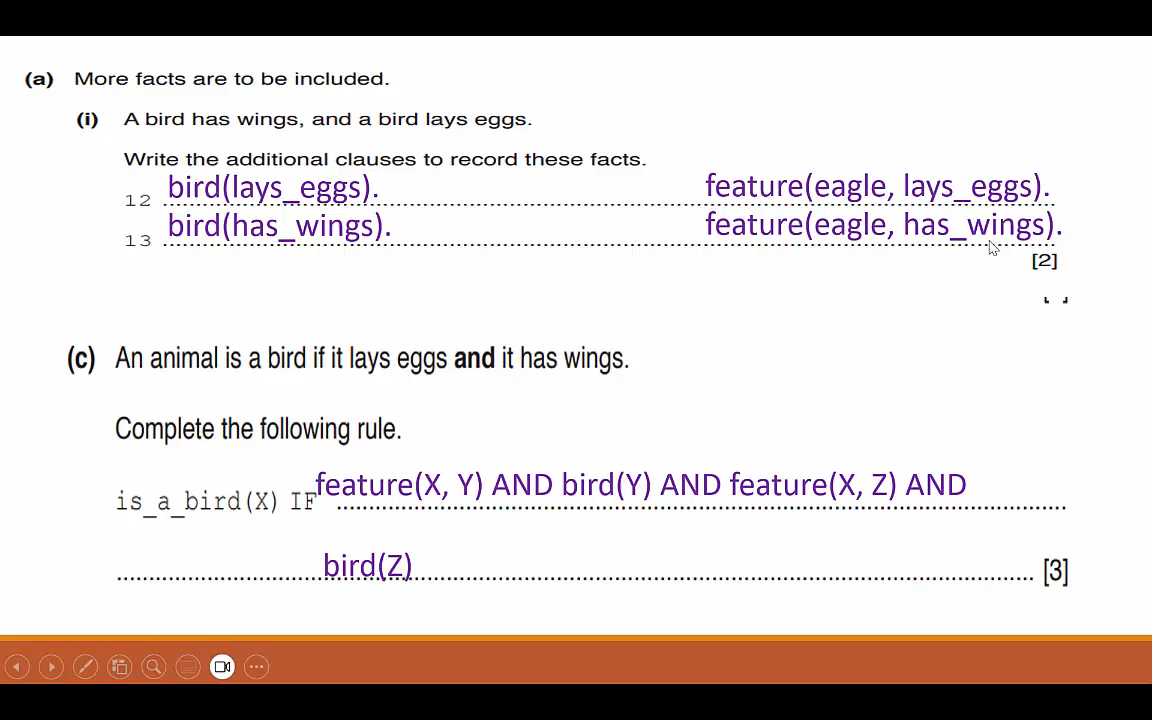 (a) More facts are to be included.
(i) A bird has wings, and a bird lays eggs.
Write the additional clauses to record these facts.
12 bird(lays_eggs). feature(eagle, lays_eggs).
13 bird(has_wings). feature(eagle, has_wings).
[2]
(c) An animal is a bird if it lays eggs and it has wings.
Complete the following rule.
is_a_bird(X) IF feature(X, Y) AND bird(Y) AND feature(X, Z) AND
bird(Z) [3]